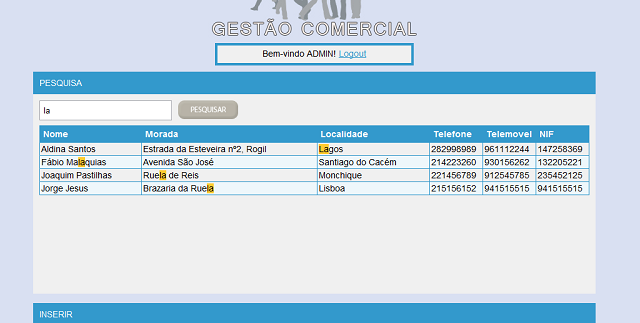 GESTÃO COMERCIAL
Bem-vindo ADMIN! Logout
PESQUISA
la PESQUISAR
Nome Morada Localidade Telefone Telemovel NIF
Aldina Santos Estrada da Esteveira nº2, Rogil Lagos 282998989 961112244 147258369
Fábio Malaquias Avenida São José Santiago do Cacém 214223260 930156262 132205221
Joaquim Pastilhas Ruela de Reis Monchique 221456789 912545785 235452125
Jorge Jesus Brazaria da Ruela Lisboa 215156152 941515515 941515515
INSERIR